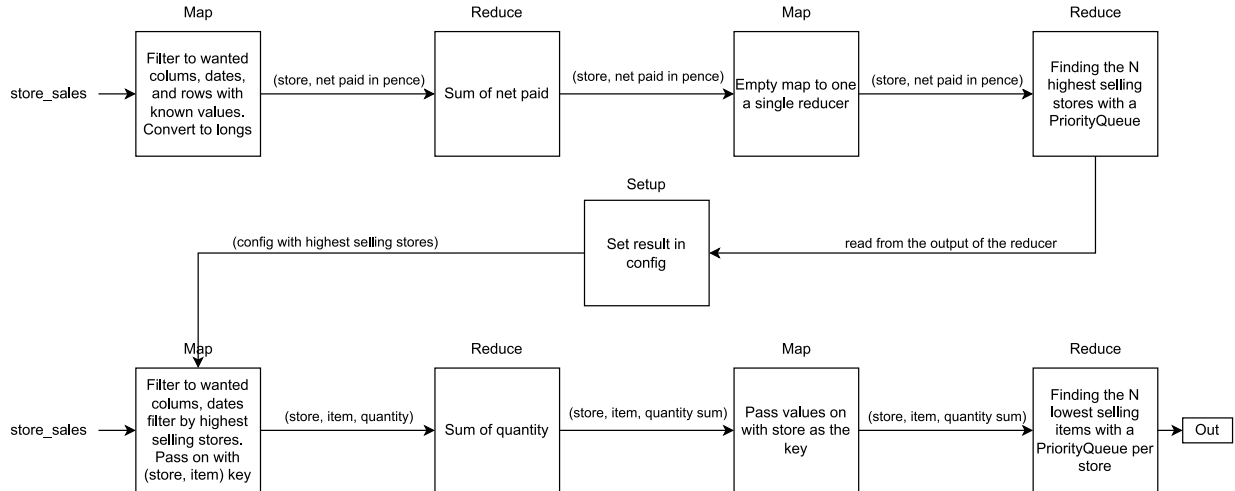 Map
Reduce
Map
Reduce
store_sales
Filter to wanted
colums, dates,
and rows with
known values.
Convert to longs
(store, net paid in pence)
Sum of net paid
(store, net paid in pence)
Empty map to one
a single reducer
(store, net paid in pence)
Finding the N
highest selling
stores with a
PriorityQueue
Setup
(config with highest selling stores)
Set result in
config
read from the output of the reducer
Map
Reduce
Map
Reduce
store_sales
Filter to wanted
colums, dates
filter by highest
selling stores.
Pass on with
(store, item) key
(store, item, quantity)
Sum of quantity
(store, item, quantity sum)
Pass values on
with store as the
key
(store, item, quantity sum)
Finding the N
lowest selling
items with a
PriorityQueue per
store
Out